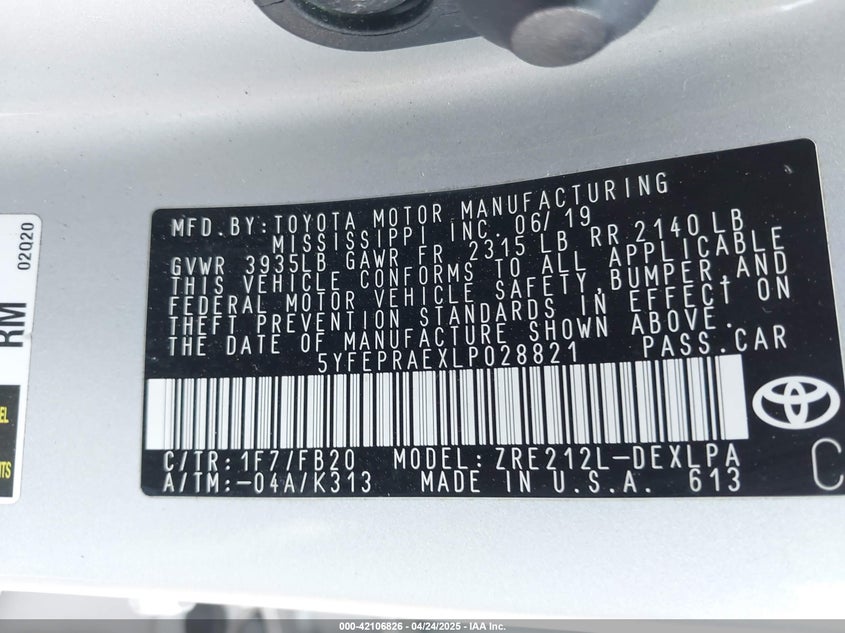 MFD.BY:TOYOTA MOTOR MANUFACTURING
MISSISSIPPI INC. 06/19
GVWR 3935LB GAWR FR 2315 LB RR 2140 LB
THIS VEHICLE CONFORMS TO ALL APPLICABLE
FEDERAL MOTOR VEHICLE SAFETY,BUMPER,AND
THEFT PREVENTION STANDARDS IN EFFECT ON
THE DATE OF MANUFACTURE SHOWN ABOVE.
5YFEPRAEXLP028821 PASS.CAR
C/TR:1F7/FB20 MODEL:ZRE212L-DEXLPA
A/TM:-04A/K313 MADE IN U.S.A. 613
C
RM
02Q20
000-42106826 - 04/24/2025 - IAA Inc.